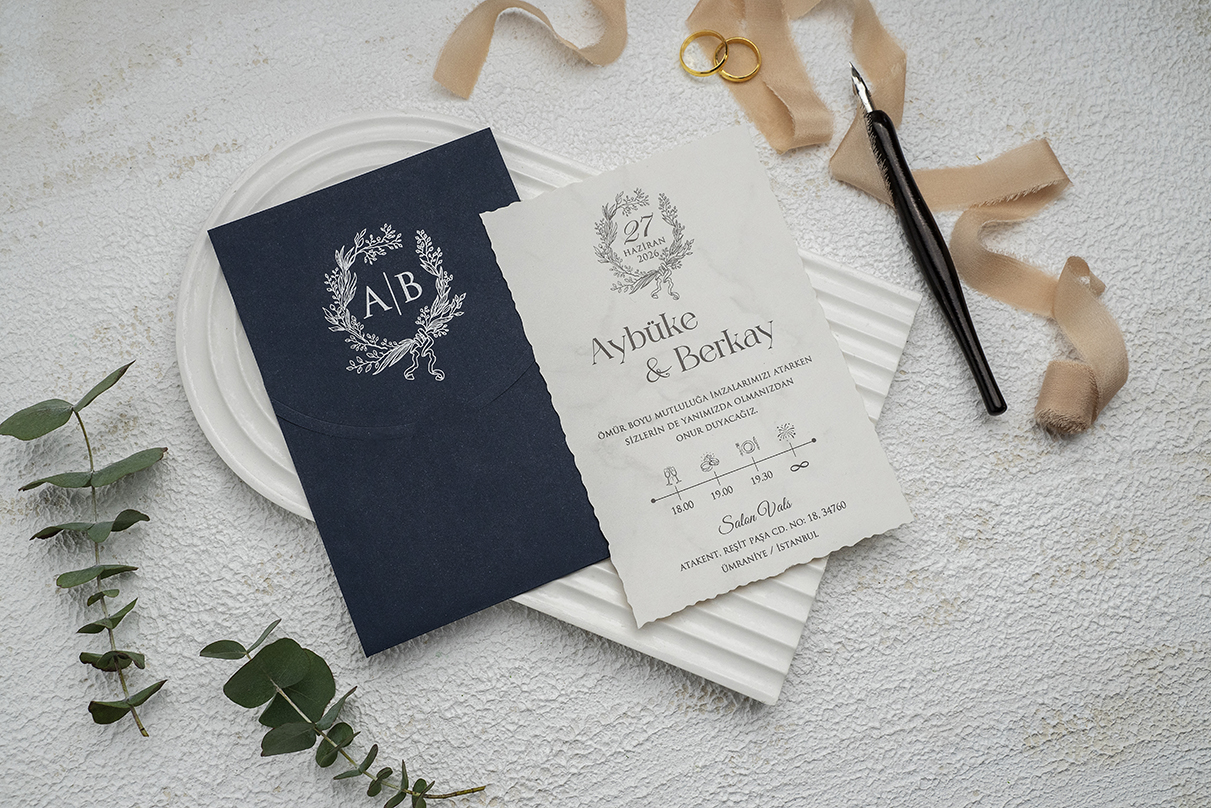 A|B
27
HAZİRAN
2026
Aybüke
& Berkay
ÖMÜR BOYU MUTLULUĞA İMZALARIMIZI ATARKEN
SİZLERİN DE YANIMIZDA OLMANIZDAN
ONUR DUYACAĞIZ.
18.00 19.00 19.30 ∞
Salon Vals
ATAKENT, REŞİT PAŞA CD. NO: 18, 34760
ÜMRANİYE / İSTANBUL